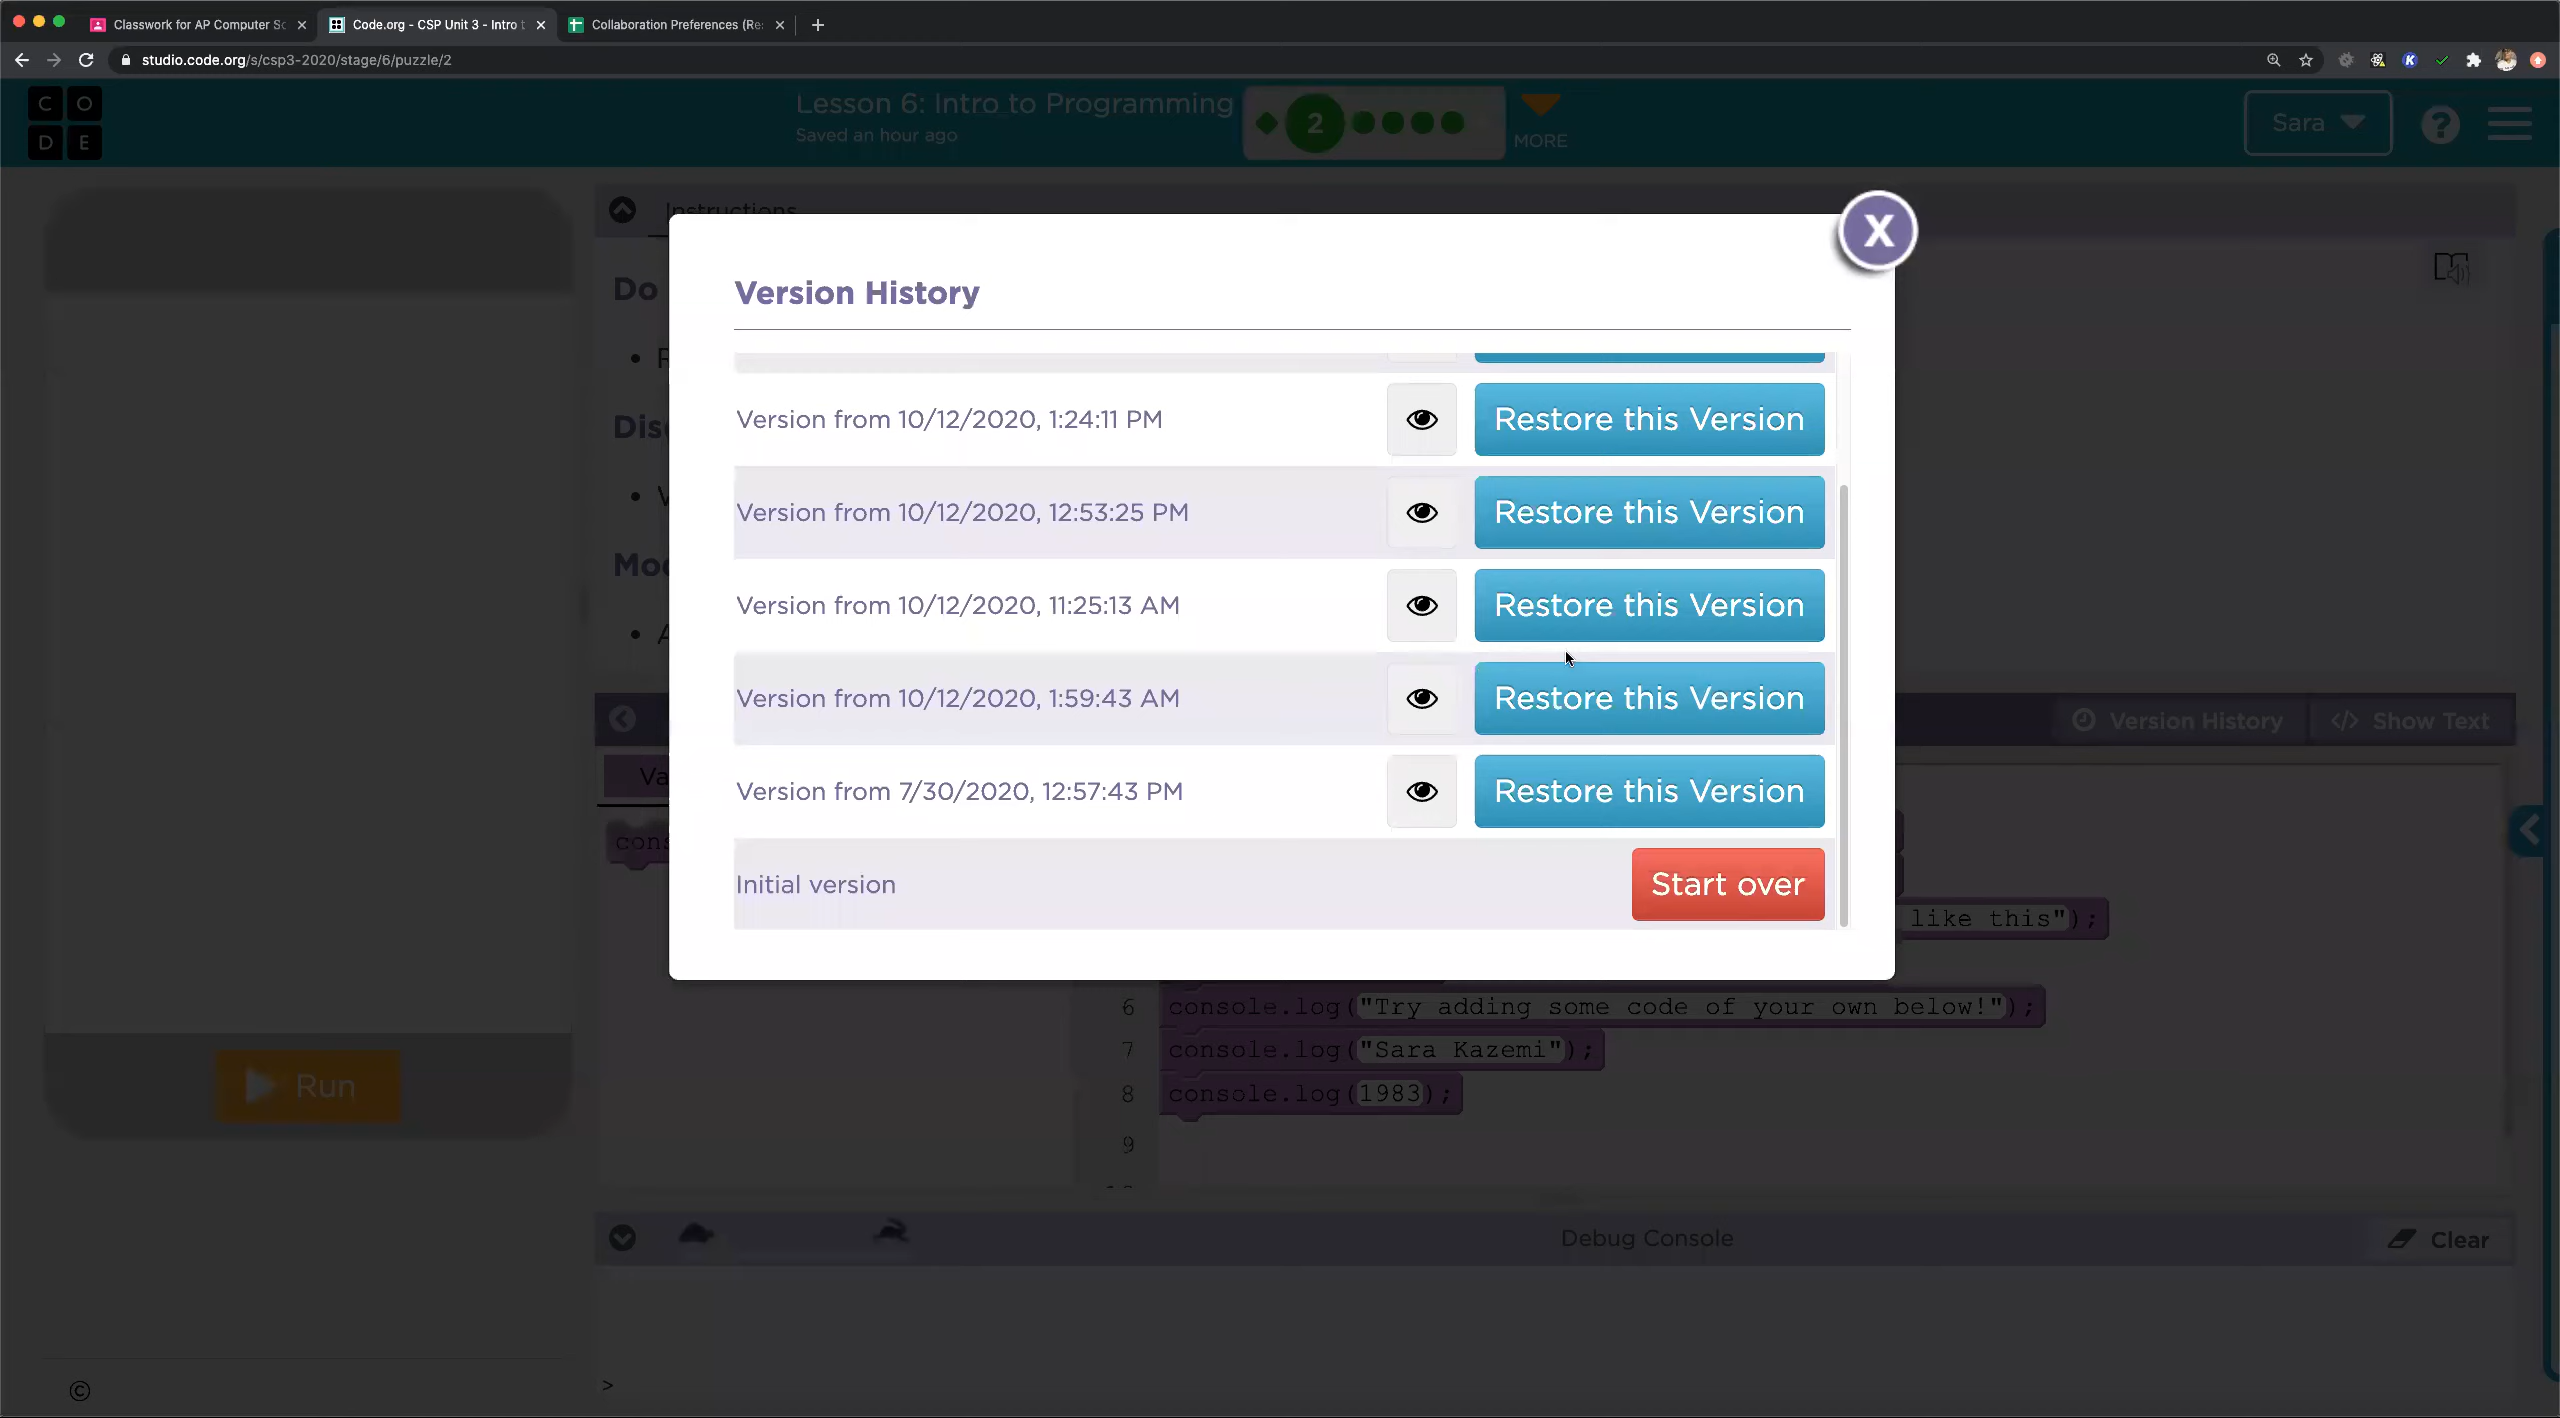 Classwork for AP Computer Sc
Code.org - CSP Unit 3 - Intro t
Collaboration Preferences (Re
studio.code.org/s/csp3-2020/stage/6/puzzle/2
C O
D E
Lesson 6: Intro to Programming
Saved an hour ago
2
MORE
Sara
?
Instructions
X
Do
Version History
Version from 10/12/2020, 1:24:11 PM
Restore this Version
Version from 10/12/2020, 12:53:25 PM
Restore this Version
Version from 10/12/2020, 11:25:13 AM
Restore this Version
Version from 10/12/2020, 1:59:43 AM
Restore this Version
Version from 7/30/2020, 12:57:43 PM
Restore this Version
Initial version
Start over
Version History
Show Text
like this");
6 console.log("Try adding some code of your own below!");
7 console.log("Sara Kazemi");
8 console.log(1983);
9
Run
Debug Console
Clear
>
©